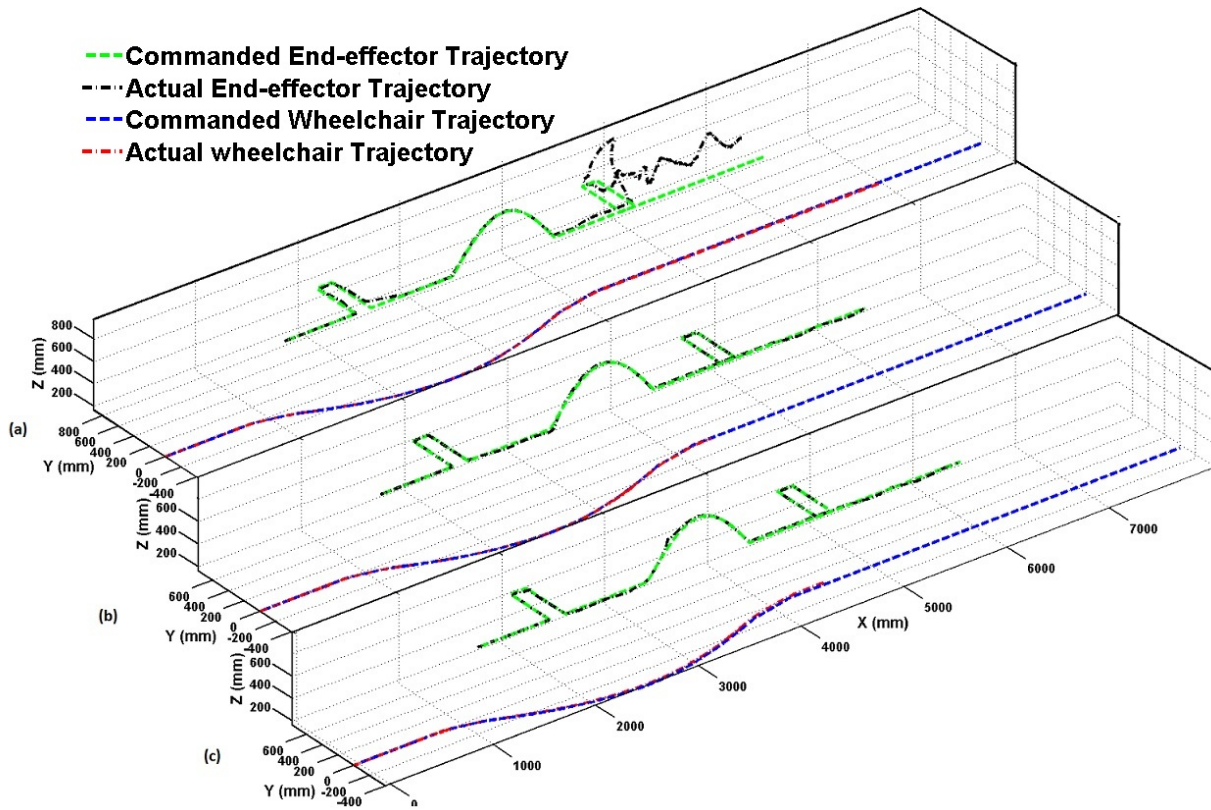 Commanded End-effector Trajectory
Actual End-effector Trajectory
Commanded Wheelchair Trajectory
Actual wheelchair Trajectory
800
600
400
200
Z (mm)
(a)
800
600
400
200
0
-200
-400
Y (mm)
600
400
200
Z (mm)
(b)
600
400
200
0
-200
-400
Y (mm)
600
400
200
Z (mm)
(c)
600
400
200
0
-200
-400
Y (mm)
0
1000
2000
3000
4000
5000
6000
7000
X (mm)